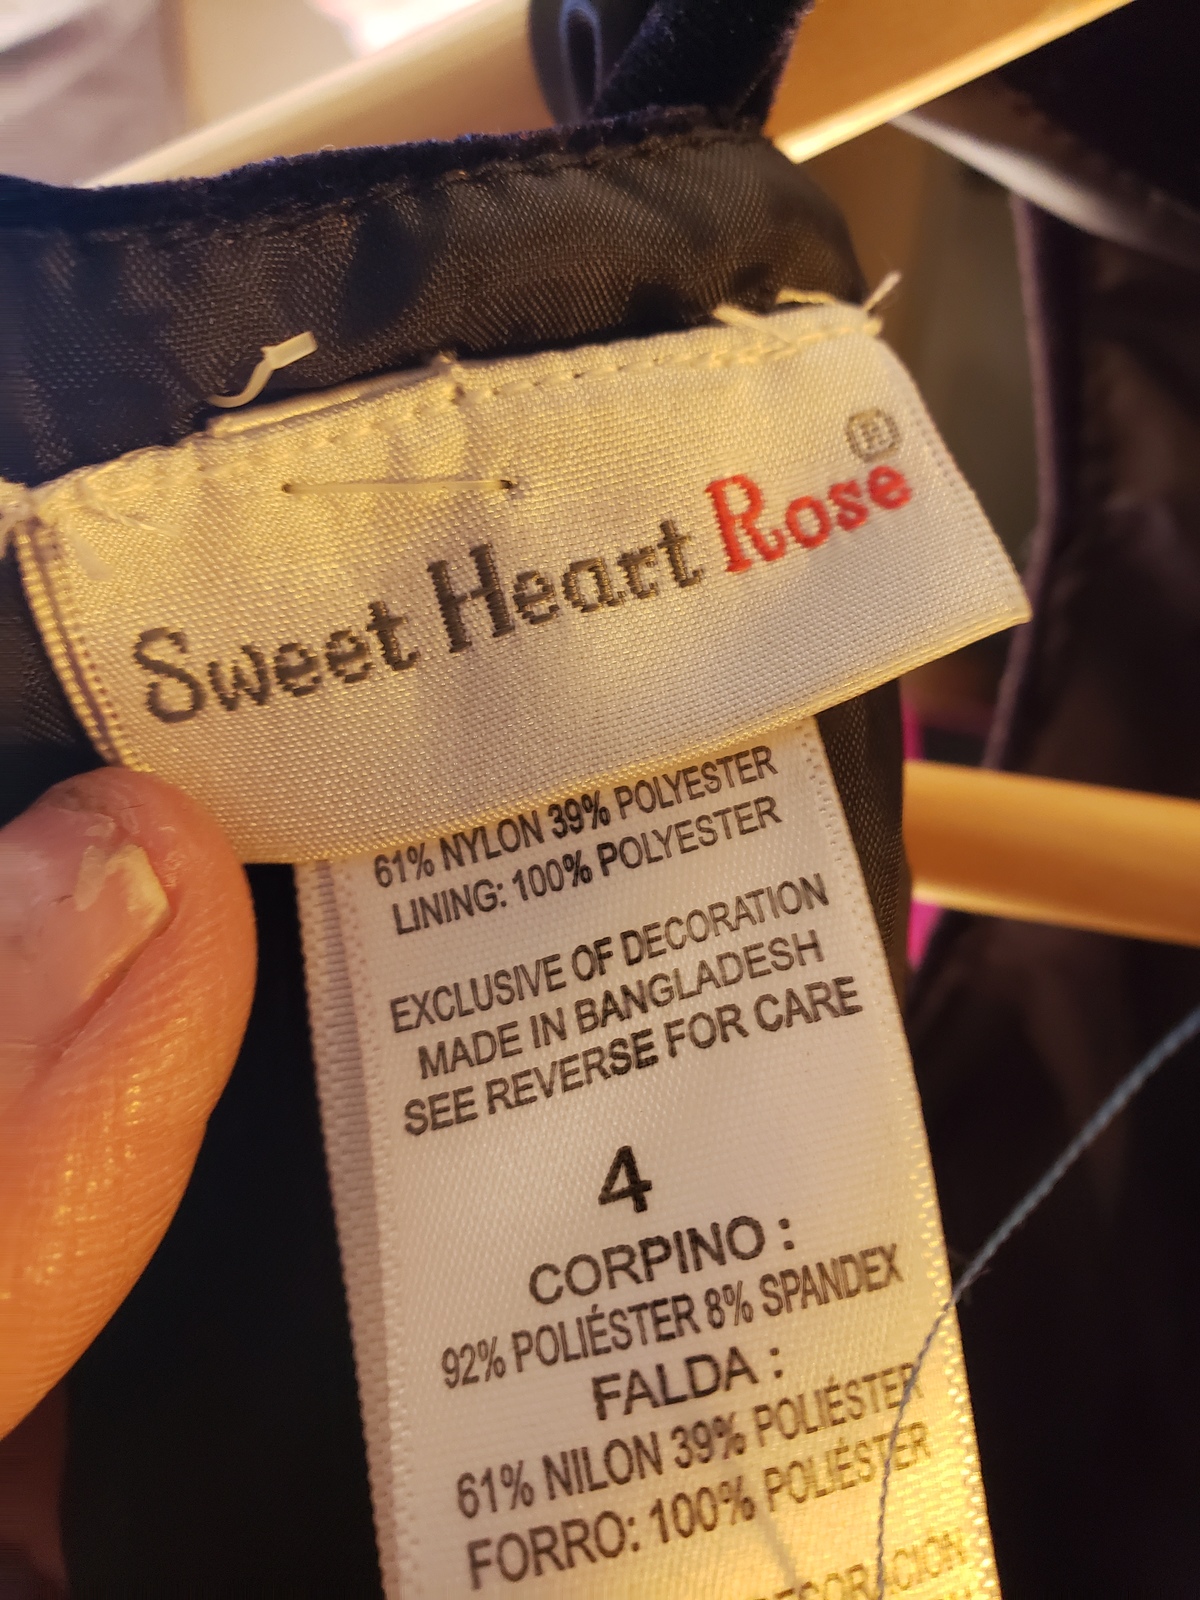 Sweet Heart Rose®
61% NYLON 39% POLYESTER
LINING: 100% POLYESTER
EXCLUSIVE OF DECORATION
MADE IN BANGLADESH
SEE REVERSE FOR CARE
4
CORPINO :
92% POLIÉSTER 8% SPANDEX
FALDA :
61% NILON 39% POLIÉSTER
FORRO: 100% POLIÉSTER
DECORACION